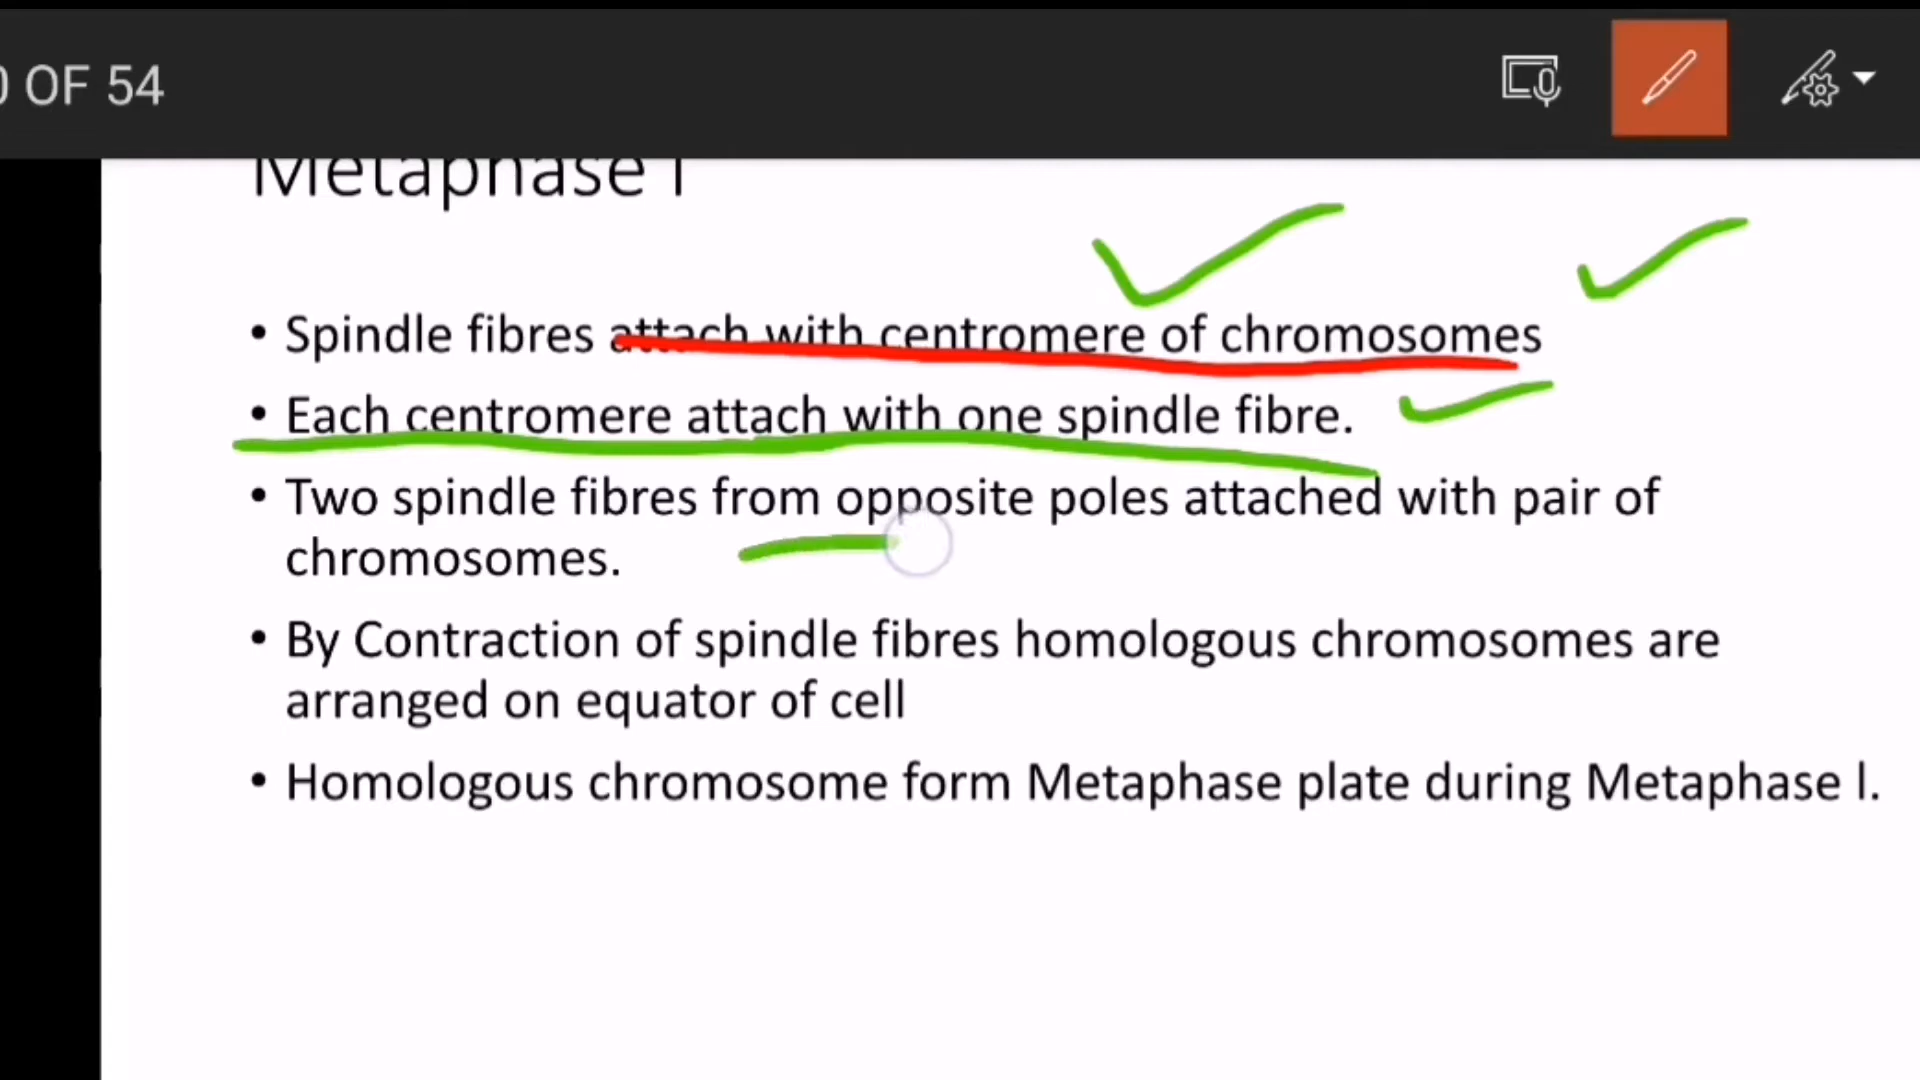 0 OF 54
Metaphase I
• Spindle fibres attach with centromere of chromosomes
• Each centromere attach with one spindle fibre.
• Two spindle fibres from opposite poles attached with pair of
chromosomes.
• By Contraction of spindle fibres homologous chromosomes are
arranged on equator of cell
• Homologous chromosome form Metaphase plate during Metaphase l.